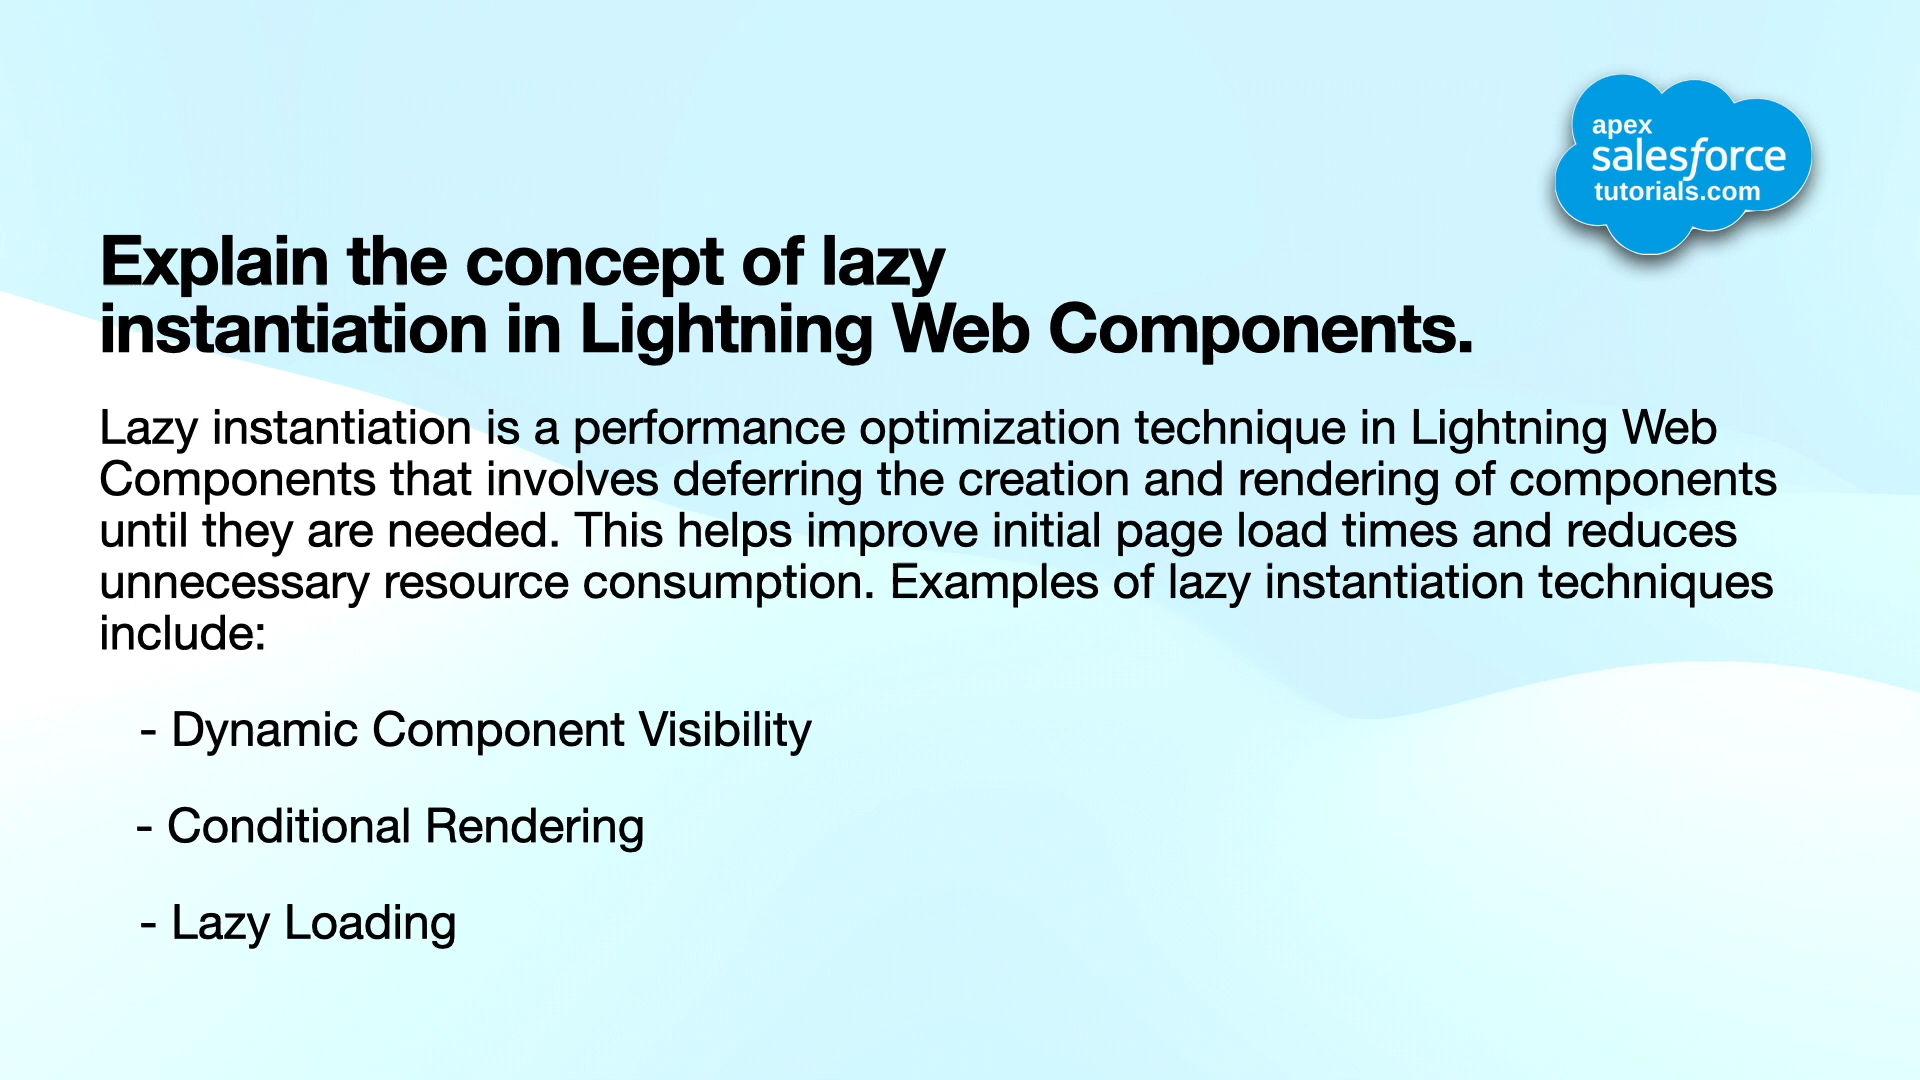 apex
salesforce
tutorials.com
Explain the concept of lazy
instantiation in Lightning Web Components.
Lazy instantiation is a performance optimization technique in Lightning Web
Components that involves deferring the creation and rendering of components
until they are needed. This helps improve initial page load times and reduces
unnecessary resource consumption. Examples of lazy instantiation techniques
include:
- Dynamic Component Visibility
- Conditional Rendering
- Lazy Loading